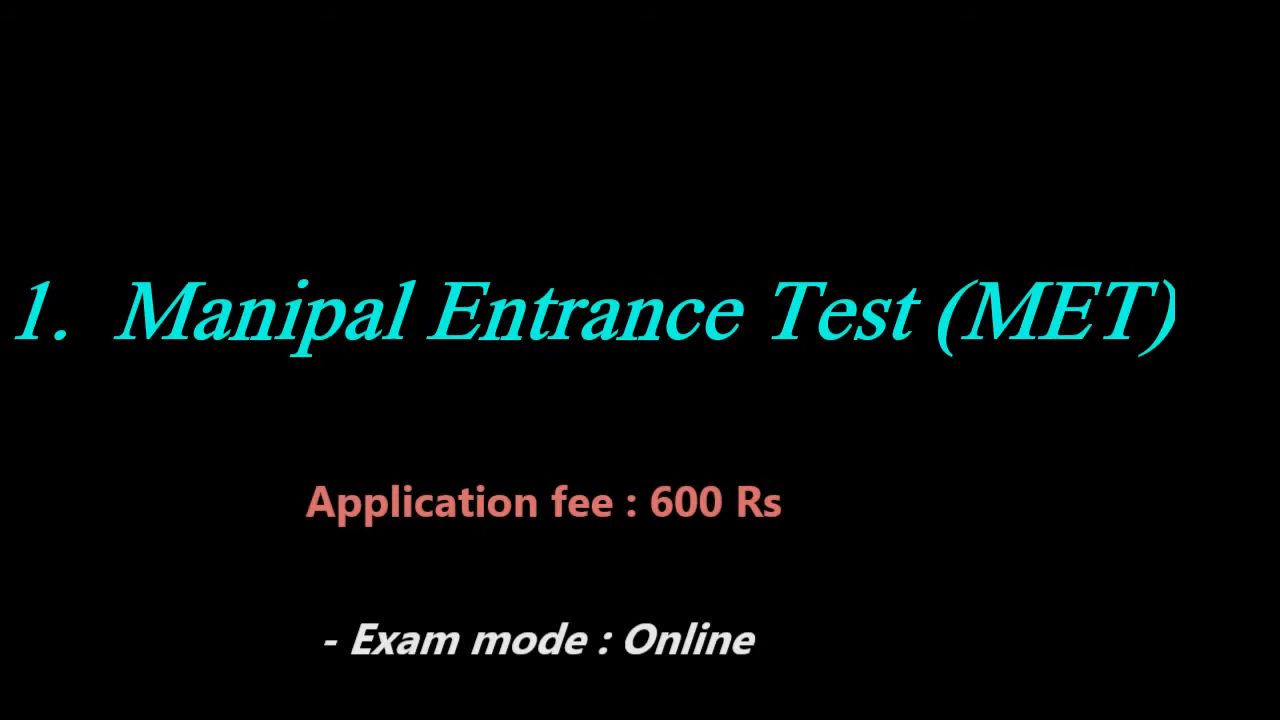 1. Manipal Entrance Test (MET)
Application fee : 600 Rs
- Exam mode : Online